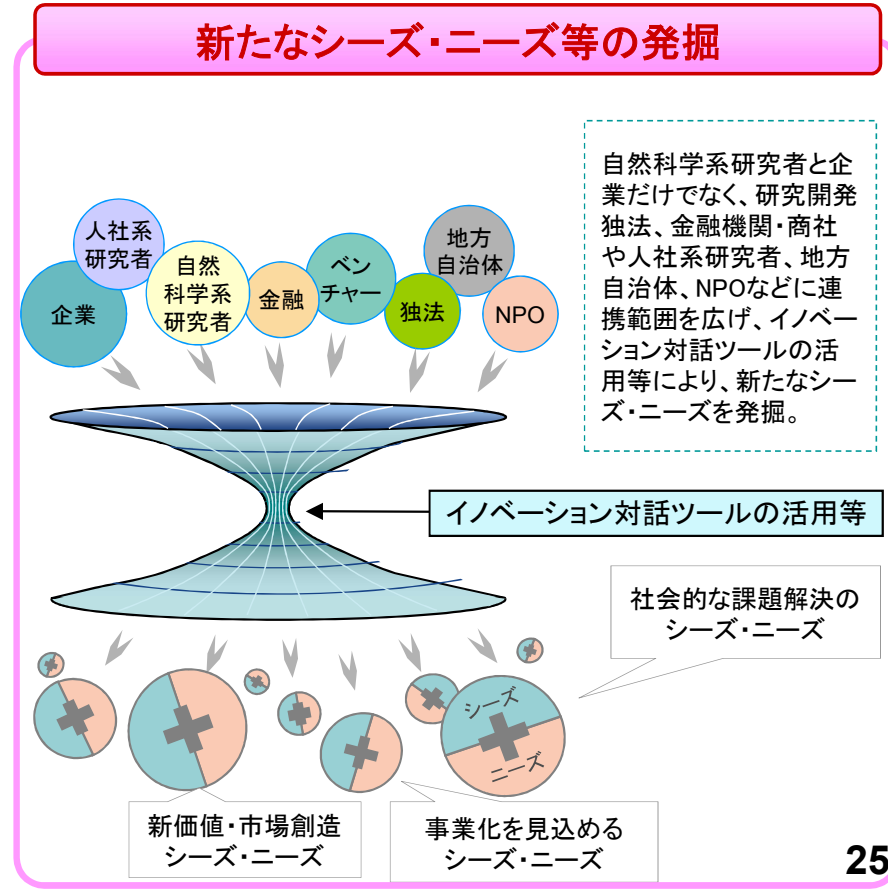 新たなシーズ・ニーズ等の発掘
自然科学系研究者と企
業だけでなく、研究開発
独法、金融機関・商社
や人社系研究者、地方
自治体、NPOなどに連
携範囲を広げ、イノベー
ション対話ツールの活
用等により、新たなシー
ズ・ニーズを発掘。
人社系
研究者
企業
自然
科学系
研究者
金融
ベン
チャー
独法
地方
自治体
NPO
イノベーション対話ツールの活用等
社会的な課題解決の
シーズ・ニーズ
シーズ
ニーズ
新価値・市場創造
シーズ・ニーズ
事業化を見込める
シーズ・ニーズ
25